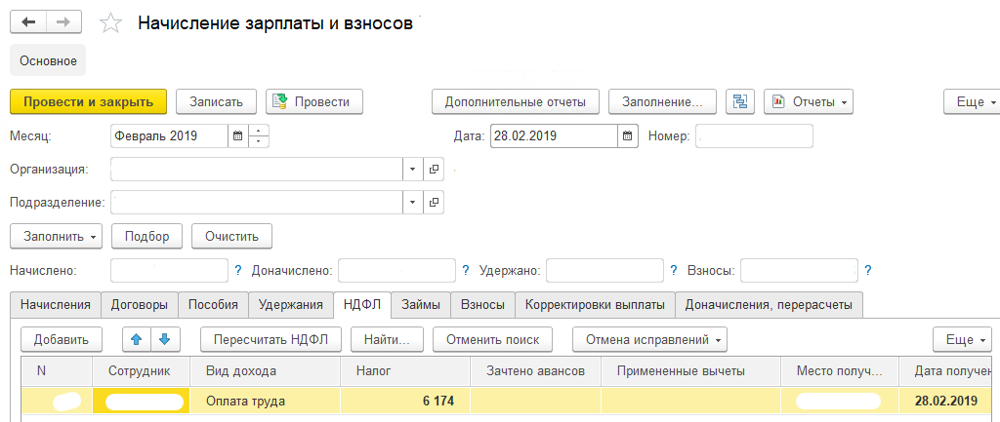 Начисление зарплаты и взносов
Основное
Провести и закрыть Записать Провести Дополнительные отчеты Заполнение... Отчеты Еще
Месяц: Февраль 2019 Дата: 28.02.2019 Номер:
Организация:
Подразделение:
Заполнить Подбор Очистить
Начислено: ? Доначислено: ? Удержано: ? Взносы: ?
Начисления Договоры Пособия Удержания НДФЛ Займы Взносы Корректировки выплаты Доначисления, перерасчеты
Добавить Пересчитать НДФЛ Найти... Отменить поиск Отмена исправлений Еще
N Сотрудник Вид дохода Налог Зачтено авансов Примененные вычеты Место получ... Дата получен
Оплата труда 6 174 28.02.2019